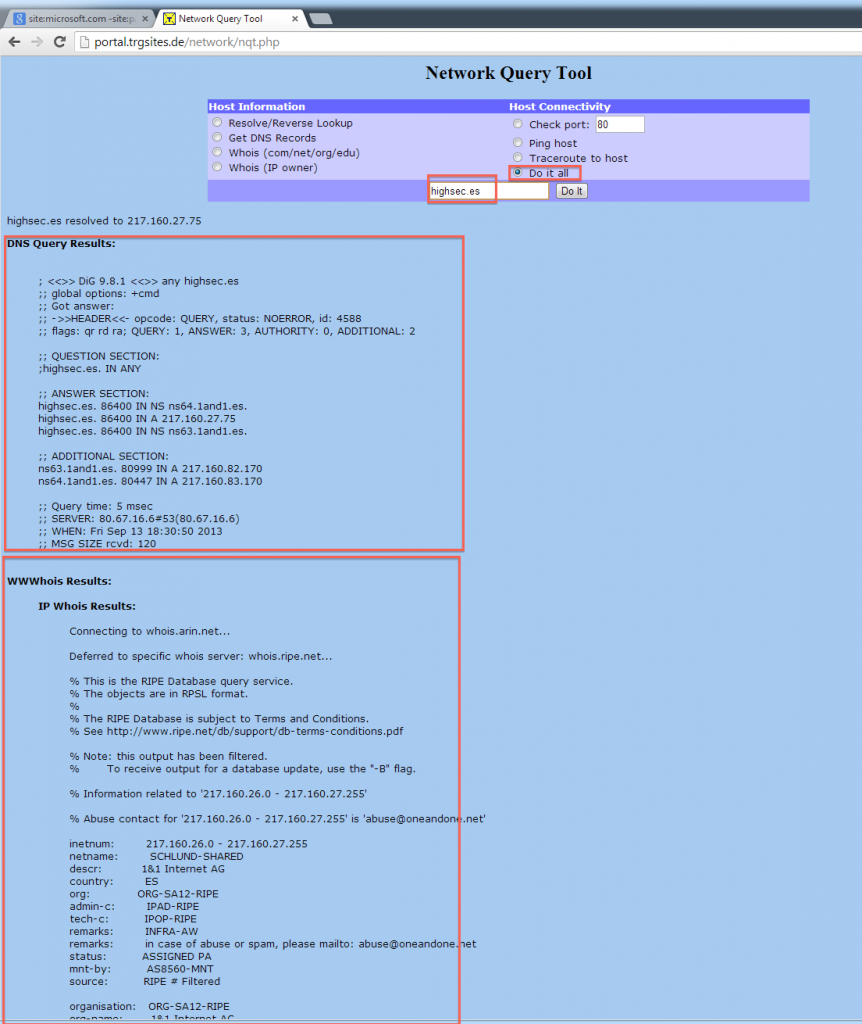 site:microsoft.com -site:p
Network Query Tool
portal.trgsites.de/network/nqt.php
Network Query Tool
Host Information Host Connectivity
Resolve/Reverse Lookup Check port: 80
Get DNS Records Ping host
Whois (com/net/org/edu) Traceroute to host
Whois (IP owner) Do it all
highsec.es Do It
highsec.es resolved to 217.160.27.75
DNS Query Results:
; <<>> DiG 9.8.1 <<>> any highsec.es
;; global options: +cmd
;; Got answer:
;; ->>HEADER<<- opcode: QUERY, status: NOERROR, id: 4588
;; flags: qr rd ra; QUERY: 1, ANSWER: 3, AUTHORITY: 0, ADDITIONAL: 2
;; QUESTION SECTION:
;highsec.es. IN ANY
;; ANSWER SECTION:
highsec.es. 86400 IN NS ns64.1and1.es.
highsec.es. 86400 IN A 217.160.27.75
highsec.es. 86400 IN NS ns63.1and1.es.
;; ADDITIONAL SECTION:
ns63.1and1.es. 80999 IN A 217.160.82.170
ns64.1and1.es. 80447 IN A 217.160.83.170
;; Query time: 5 msec
;; SERVER: 80.67.16.6#53(80.67.16.6)
;; WHEN: Fri Sep 13 18:30:50 2013
;; MSG SIZE rcvd: 120
WWWhois Results:
IP Whois Results:
Connecting to whois.arin.net...
Deferred to specific whois server: whois.ripe.net...
% This is the RIPE Database query service.
% The objects are in RPSL format.
%
% The RIPE Database is subject to Terms and Conditions.
% See http://www.ripe.net/db/support/db-terms-conditions.pdf
% Note: this output has been filtered.
% To receive output for a database update, use the "-B" flag.
% Information related to '217.160.26.0 - 217.160.27.255'
% Abuse contact for '217.160.26.0 - 217.160.27.255' is 'abuse@oneandone.net'
inetnum: 217.160.26.0 - 217.160.27.255
netname: SCHLUND-SHARED
descr: 1&1 Internet AG
country: ES
org: ORG-SA12-RIPE
admin-c: IPAD-RIPE
tech-c: IPOP-RIPE
remarks: INFRA-AW
remarks: in case of abuse or spam, please mailto: abuse@oneandone.net
status: ASSIGNED PA
mnt-by: AS8560-MNT
source: RIPE # Filtered
organisation: ORG-SA12-RIPE
org-name: 1&1 Internet AG